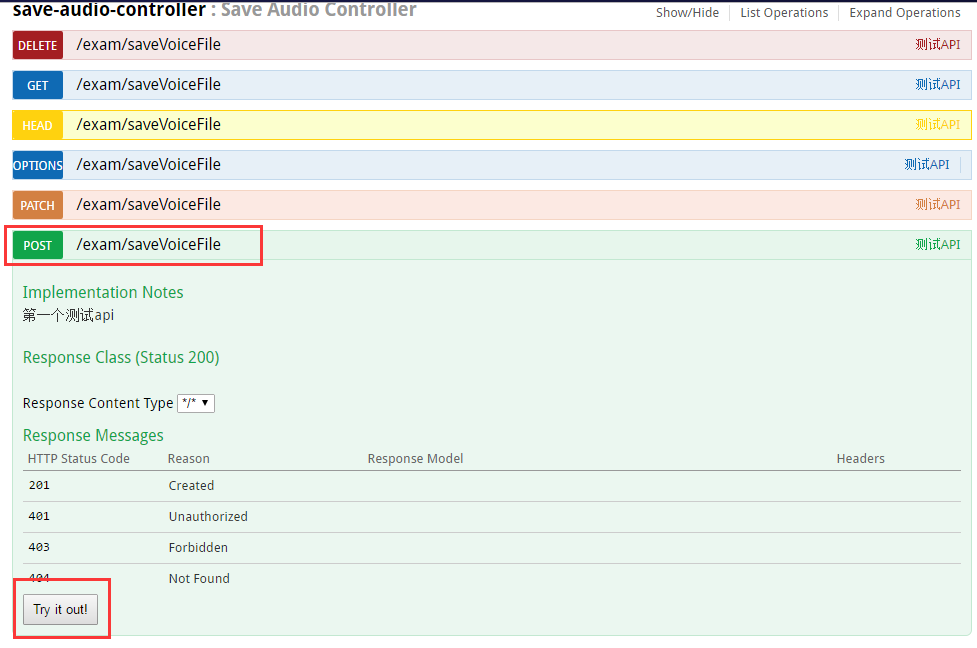 save-audio-controller : Save Audio Controller Show/Hide List Operations Expand Operations
DELETE /exam/saveVoiceFile 测试API
GET /exam/saveVoiceFile 测试API
HEAD /exam/saveVoiceFile 测试API
OPTIONS /exam/saveVoiceFile 测试API
PATCH /exam/saveVoiceFile 测试API
POST /exam/saveVoiceFile 测试API
Implementation Notes
第一个测试api
Response Class (Status 200)
Response Content Type */*
Response Messages
HTTP Status Code Reason Response Model Headers
201 Created
401 Unauthorized
403 Forbidden
404 Not Found
Try it out!